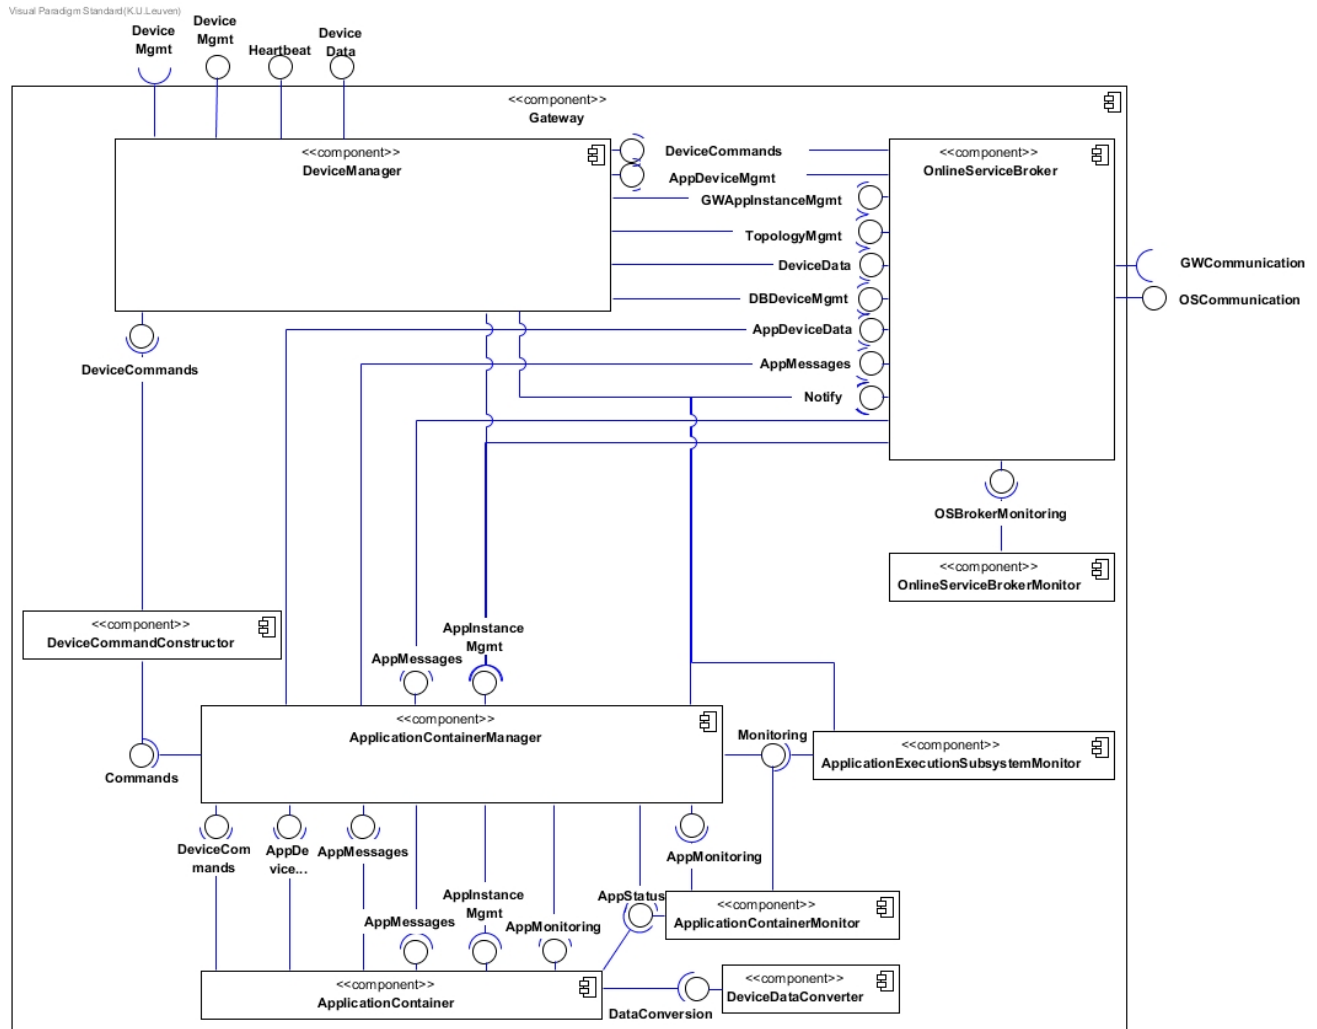 Visual Paradigm Standard(K.U.Leuven)
Device
Mgmt
Device
Mgmt
Heartbeat
Device
Data
<<component>>
Gateway
<<component>>
DeviceManager
DeviceCommands
AppDeviceMgmt
GWAppInstanceMgmt
TopologyMgmt
DeviceData
DBDeviceMgmt
AppDeviceData
AppMessages
Notify
<<component>>
OnlineServiceBroker
GWCommunication
OSCommunication
DeviceCommands
OSBrokerMonitoring
<<component>>
OnlineServiceBrokerMonitor
<<component>>
DeviceCommandConstructor
AppMessages
AppInstance
Mgmt
<<component>>
ApplicationContainerManager
Commands
Monitoring
<<component>>
ApplicationExecutionSubsystemMonitor
DeviceCom
mands
AppDe
vice...
AppMessages
AppMonitoring
AppMessages
AppInstance
Mgmt
AppMonitoring
AppStatus
<<component>>
ApplicationContainerMonitor
<<component>>
ApplicationContainer
DataConversion
<<component>>
DeviceDataConverter